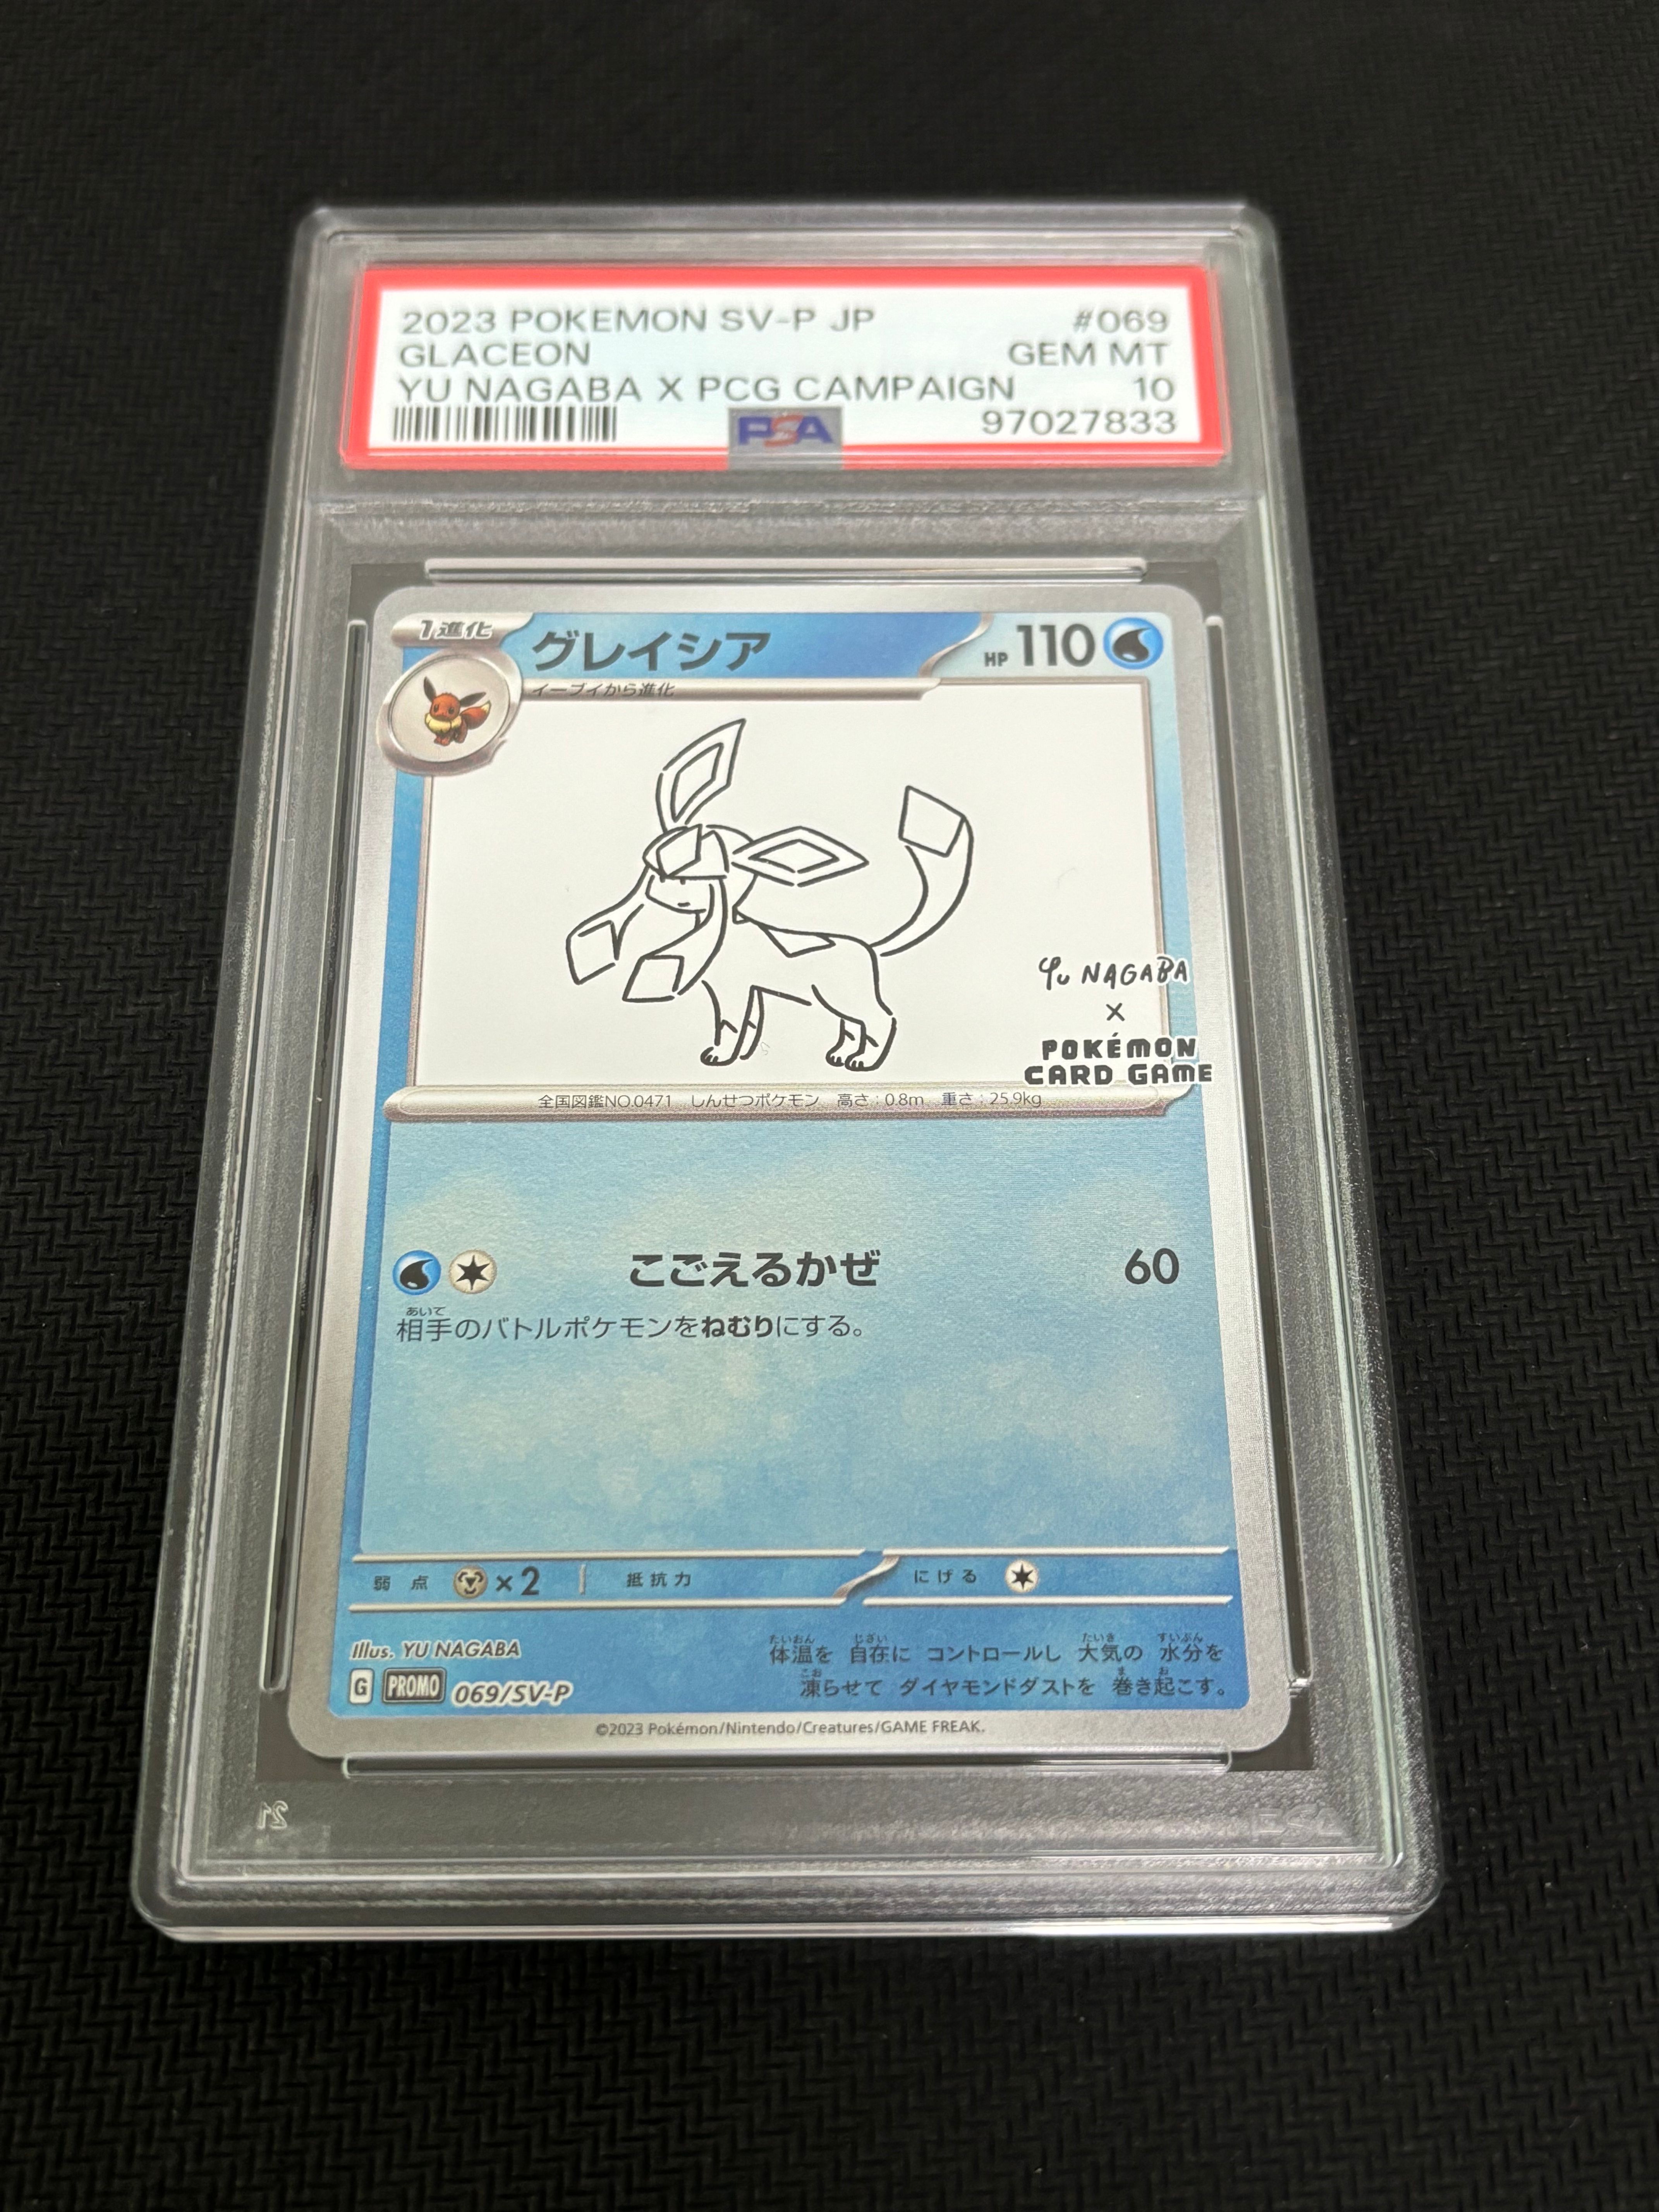 2023 POKEMON SV-P JP #069
GLACEON GEM MT
YU NAGABA X PCG CAMPAIGN 10
PSA 97027833
1進化 グレイシア HP 110
イーブイから進化
Yu NAGABA
×
POKÉMON
CARD GAME
全国図鑑NO.0471 しんせつポケモン 高さ:0.8m 重さ:25.9kg
こごえるかぜ 60
あいて
相手のバトルポケモンをねむりにする。
弱点 ×2 抵抗力 にげる
Illus. YU NAGABA
たいおん じざい たいき すいぶん
体温を 自在に コントロールし 大気の 水分を
こお ま お
凍らせて ダイヤモンドダストを 巻き起こす。
G PROMO 069/SV-P
©2023 Pokémon/Nintendo/Creatures/GAME FREAK.
21